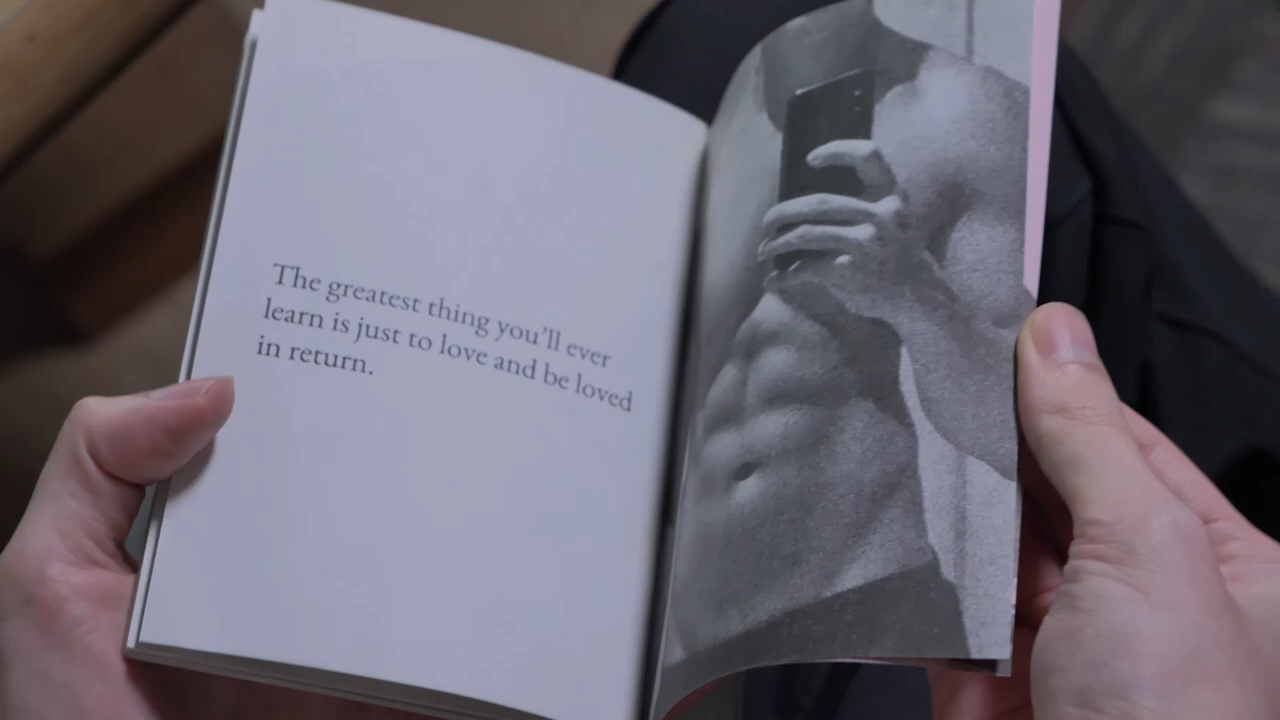 The greatest thing you'll ever
learn is just to love and be loved
in return.